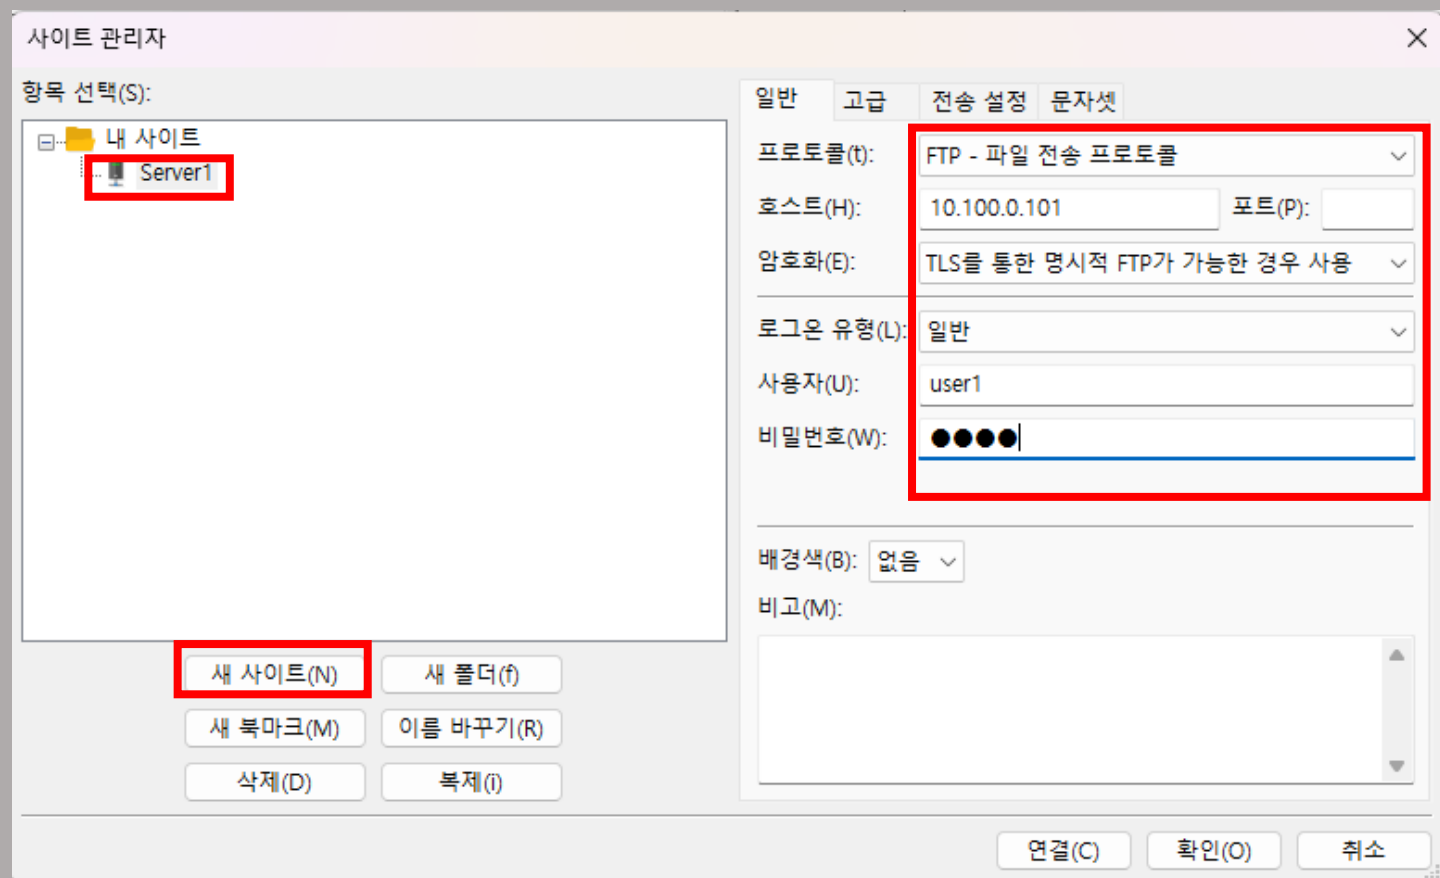 사이트 관리자
항목 선택(S):
내 사이트
Server1
새 사이트(N)
새 폴더(f)
새 북마크(M)
이름 바꾸기(R)
삭제(D)
복제(i)
일반
고급
전송 설정
문자셋
프로토콜(t):
FTP - 파일 전송 프로토콜
호스트(H):
10.100.0.101
포트(P):
암호화(E):
TLS를 통한 명시적 FTP가 가능한 경우 사용
로그온 유형(L):
일반
사용자(U):
user1
비밀번호(W):
●●●●
배경색(B):
없음
비고(M):
연결(C)
확인(O)
취소